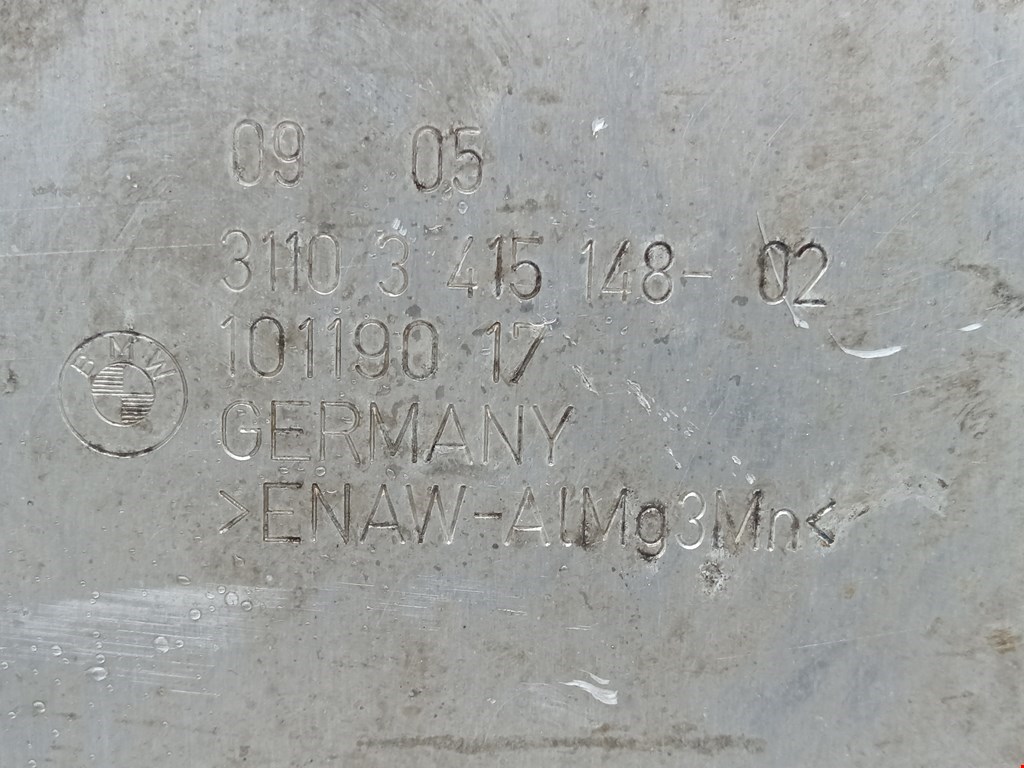 09 05
3110 3 415 148- 02
101190 17
BMW
GERMANY
>ENAW-AlMg3Mn<